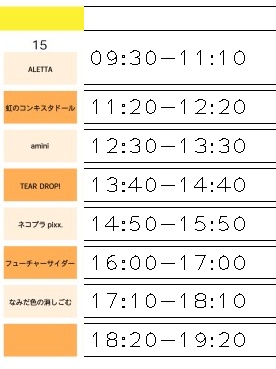 15
ALETTA
09:30-11:10
虹のコンキスタドール
11:20-12:20
amini
12:30-13:30
TEAR DROP!
13:40-14:40
ネコプラ pixx.
14:50-15:50
フューチャーサイダー
16:00-17:00
なみだ色の消しごむ
17:10-18:10
18:20-19:20